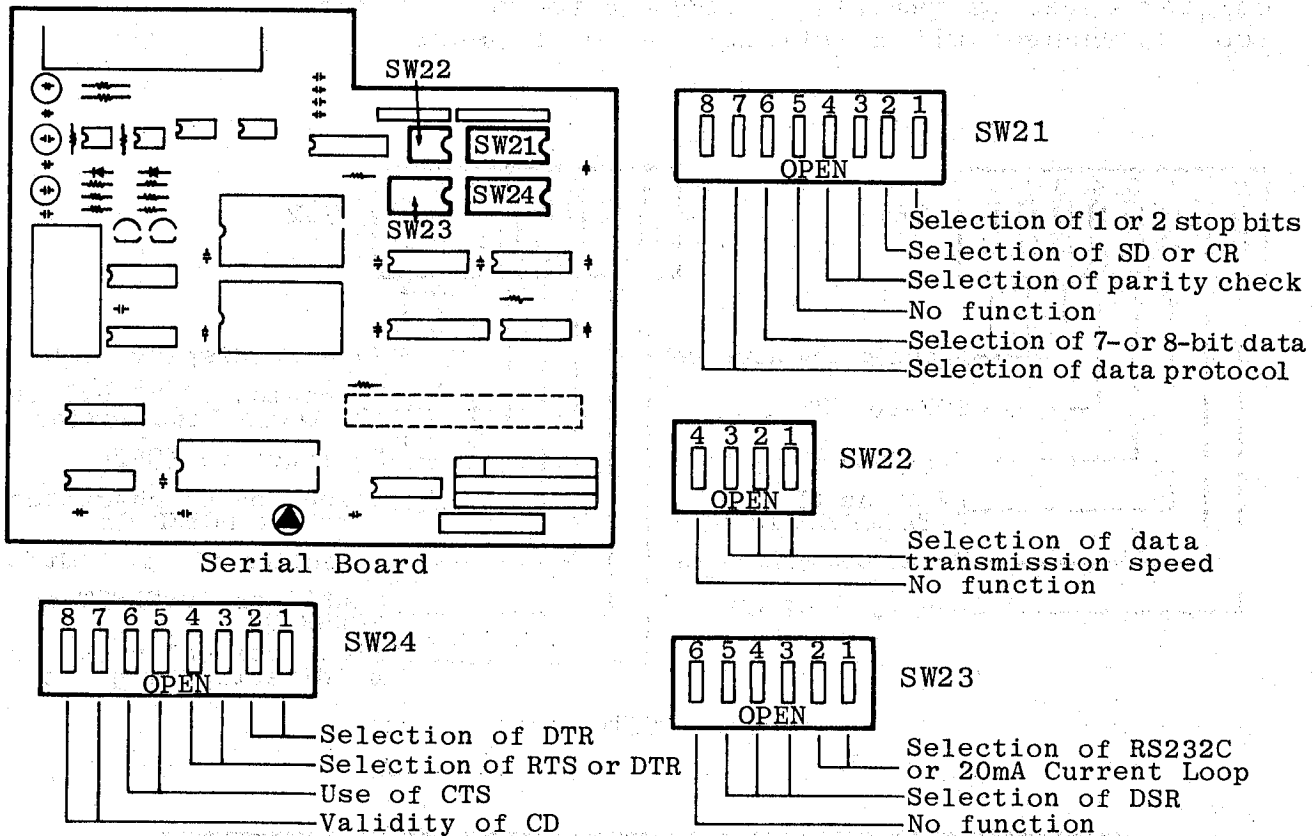 SW22
SW21
SW24
SW23
Serial Board
8 7 6 5 4 3 2 1
OPEN
SW21
Selection of 1 or 2 stop bits
Selection of SD or CR
Selection of parity check
No function
Selection of 7-or 8-bit data
Selection of data protocol
4 3 2 1
OPEN
SW22
Selection of data
transmission speed
No function
8 7 6 5 4 3 2 1
OPEN
SW24
Selection of DTR
Selection of RTS or DTR
Use of CTS
Validity of CD
6 5 4 3 2 1
OPEN
SW23
Selection of RS232C
or 20mA Current Loop
Selection of DSR
No function